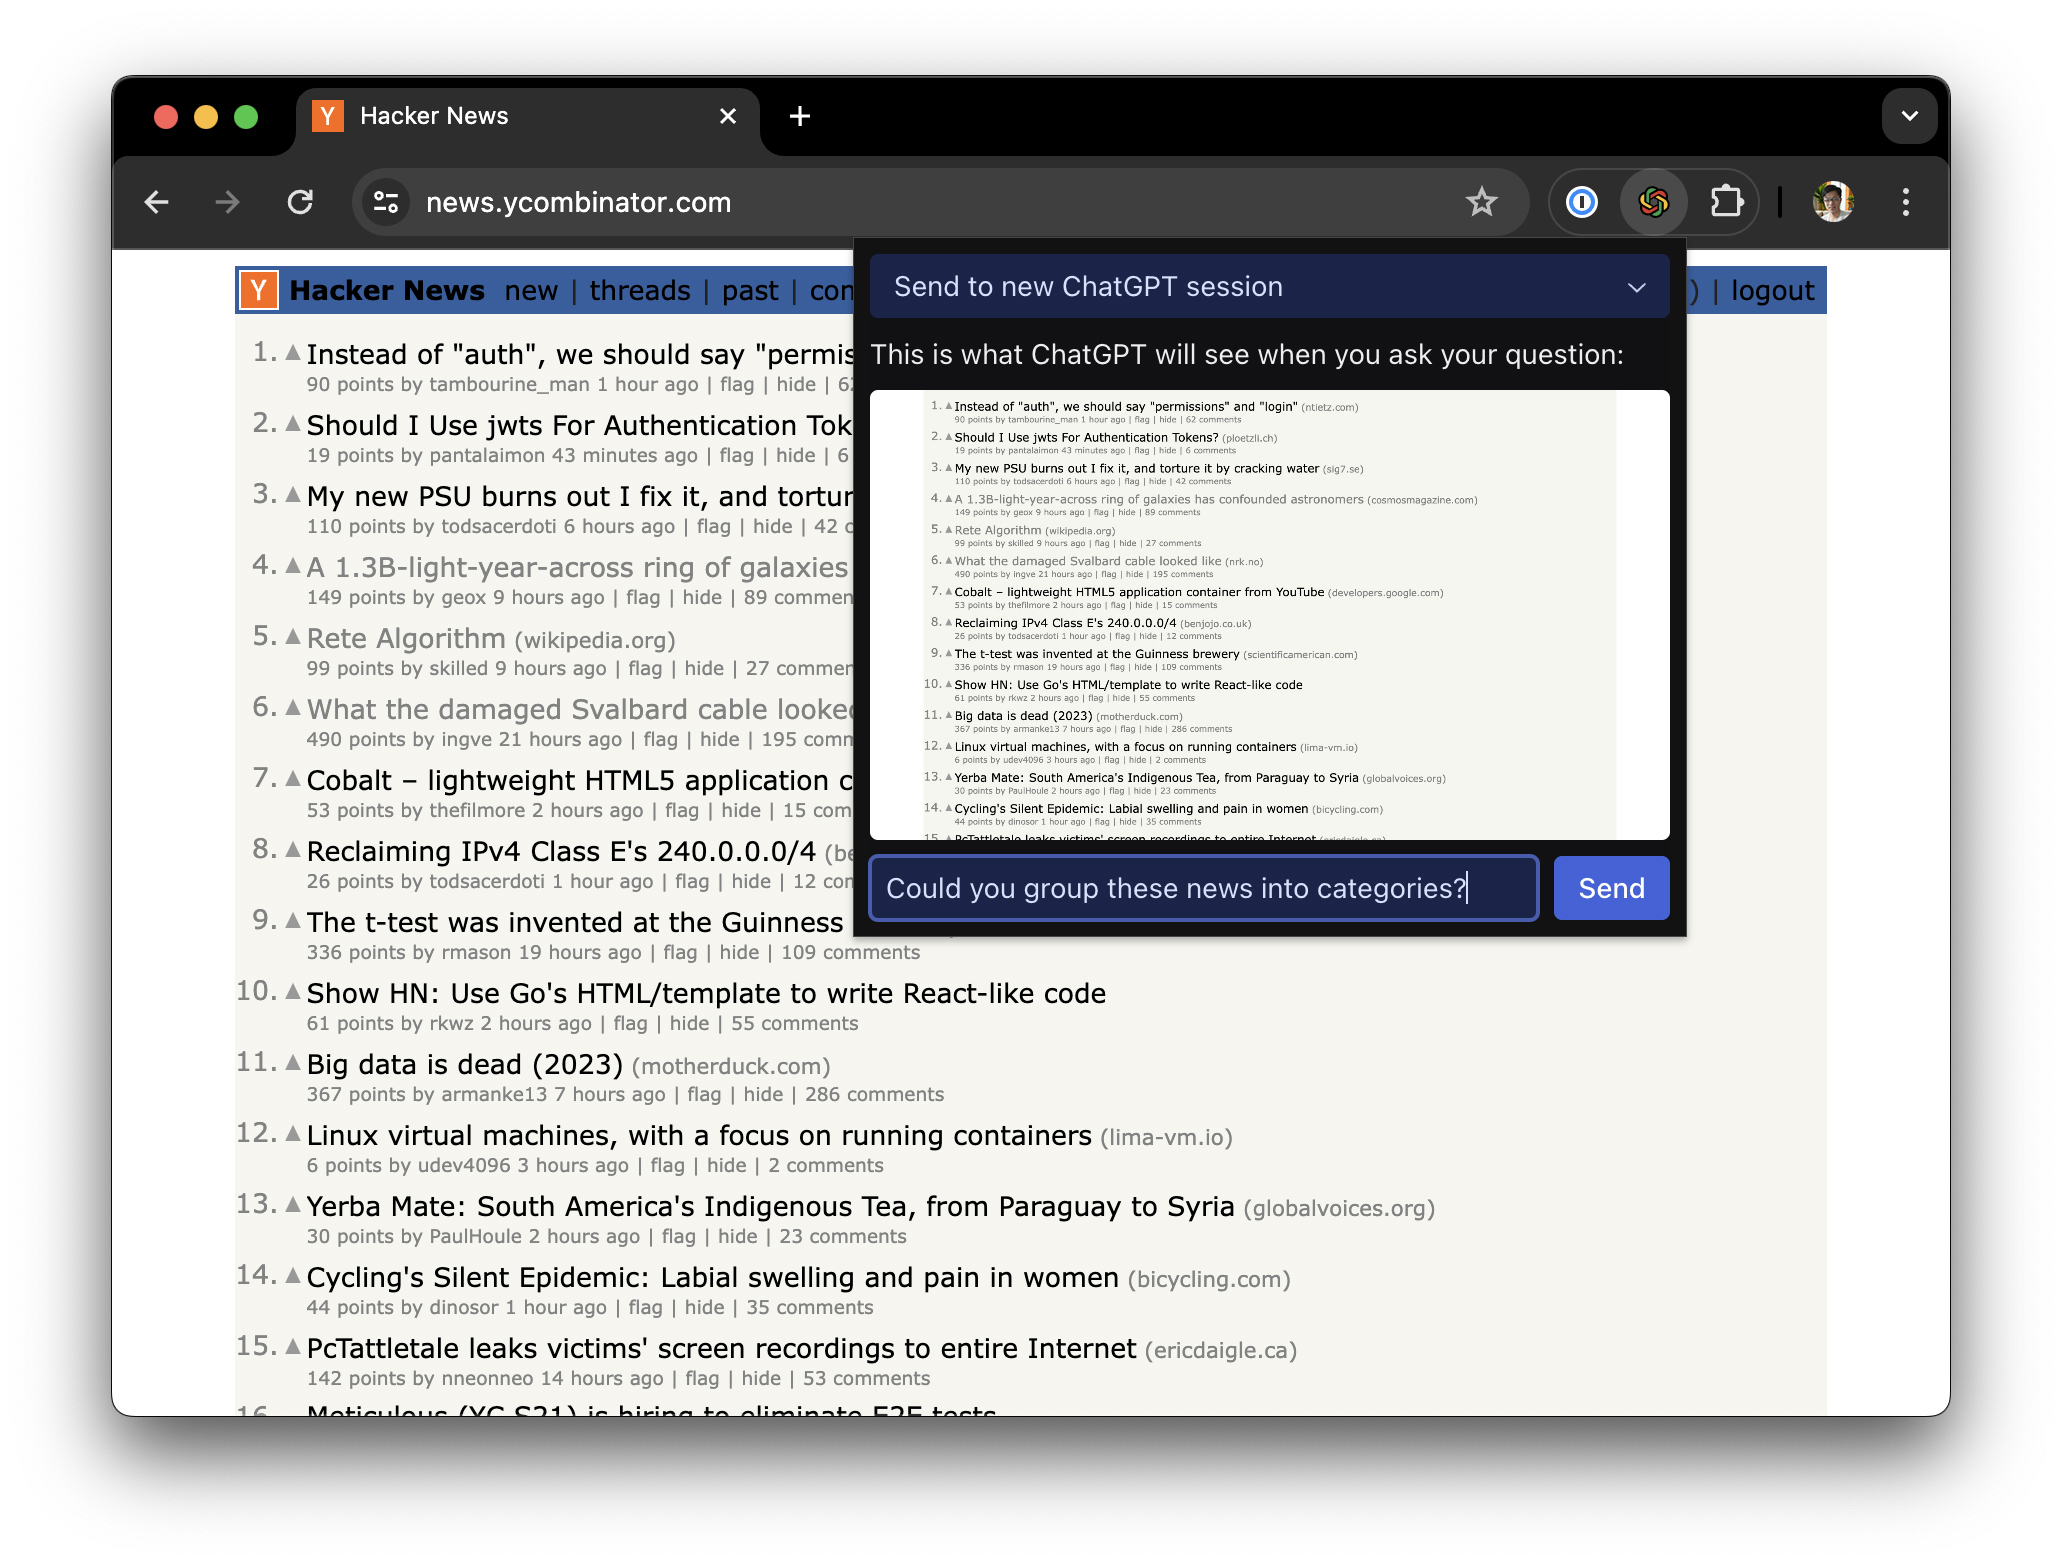 Y Hacker News
news.ycombinator.com
Y Hacker News new | threads | past | con
) | logout
1. Instead of "auth", we should say "permis
90 points by tambourine_man 1 hour ago | flag | hide | 62
2. Should I Use jwts For Authentication Tok
19 points by pantalaimon 43 minutes ago | flag | hide | 6
3. My new PSU burns out I fix it, and tortur
110 points by todsacerdoti 6 hours ago | flag | hide | 42 c
4. A 1.3B-light-year-across ring of galaxies
149 points by geox 9 hours ago | flag | hide | 89 commen
5. Rete Algorithm (wikipedia.org)
99 points by skilled 9 hours ago | flag | hide | 27 commen
6. What the damaged Svalbard cable looked
490 points by ingve 21 hours ago | flag | hide | 195 comm
7. Cobalt – lightweight HTML5 application c
53 points by thefilmore 2 hours ago | flag | hide | 15 com
8. Reclaiming IPv4 Class E's 240.0.0.0/4 (be
26 points by todsacerdoti 1 hour ago | flag | hide | 12 con
9. The t-test was invented at the Guinness
336 points by rmason 19 hours ago | flag | hide | 109 comments
10. Show HN: Use Go's HTML/template to write React-like code
61 points by rkwz 2 hours ago | flag | hide | 55 comments
11. Big data is dead (2023) (motherduck.com)
367 points by armanke13 7 hours ago | flag | hide | 286 comments
12. Linux virtual machines, with a focus on running containers (lima-vm.io)
6 points by udev4096 3 hours ago | flag | hide | 2 comments
13. Yerba Mate: South America's Indigenous Tea, from Paraguay to Syria (globalvoices.org)
30 points by PaulHoule 2 hours ago | flag | hide | 23 comments
14. Cycling's Silent Epidemic: Labial swelling and pain in women (bicycling.com)
44 points by dinosor 1 hour ago | flag | hide | 35 comments
15. PcTattletale leaks victims' screen recordings to entire Internet (ericdaigle.ca)
142 points by nneonneo 14 hours ago | flag | hide | 53 comments
16. Meticulous (YC S21) is hiring to eliminate E2E tests
Send to new ChatGPT session
This is what ChatGPT will see when you ask your question:
1. Instead of "auth", we should say "permissions" and "login" (ntietz.com)
90 points by tambourine_man 1 hour ago | flag | hide | 62 comments
2. Should I Use jwts For Authentication Tokens? (ploetzli.ch)
19 points by pantalaimon 43 minutes ago | flag | hide | 6 comments
3. My new PSU burns out I fix it, and torture it by cracking water (sig7.se)
110 points by todsacerdoti 6 hours ago | flag | hide | 42 comments
4. A 1.3B-light-year-across ring of galaxies has confounded astronomers (cosmosmagazine.com)
149 points by geox 9 hours ago | flag | hide | 89 comments
5. Rete Algorithm (wikipedia.org)
99 points by skilled 9 hours ago | flag | hide | 27 comments
6. What the damaged Svalbard cable looked like (nrk.no)
490 points by ingve 21 hours ago | flag | hide | 195 comments
7. Cobalt – lightweight HTML5 application container from YouTube (developers.google.com)
53 points by thefilmore 2 hours ago | flag | hide | 15 comments
8. Reclaiming IPv4 Class E's 240.0.0.0/4 (benjojo.co.uk)
26 points by todsacerdoti 1 hour ago | flag | hide | 12 comments
9. The t-test was invented at the Guinness brewery (scientificamerican.com)
336 points by rmason 19 hours ago | flag | hide | 109 comments
10. Show HN: Use Go's HTML/template to write React-like code
61 points by rkwz 2 hours ago | flag | hide | 55 comments
11. Big data is dead (2023) (motherduck.com)
367 points by armanke13 7 hours ago | flag | hide | 286 comments
12. Linux virtual machines, with a focus on running containers (lima-vm.io)
6 points by udev4096 3 hours ago | flag | hide | 2 comments
13. Yerba Mate: South America's Indigenous Tea, from Paraguay to Syria (globalvoices.org)
30 points by PaulHoule 2 hours ago | flag | hide | 23 comments
14. Cycling's Silent Epidemic: Labial swelling and pain in women (bicycling.com)
44 points by dinosor 1 hour ago | flag | hide | 35 comments
15. PcTattletale leaks victims' screen recordings to entire Internet (ericdaigle.ca)
Could you group these news into categories?
Send